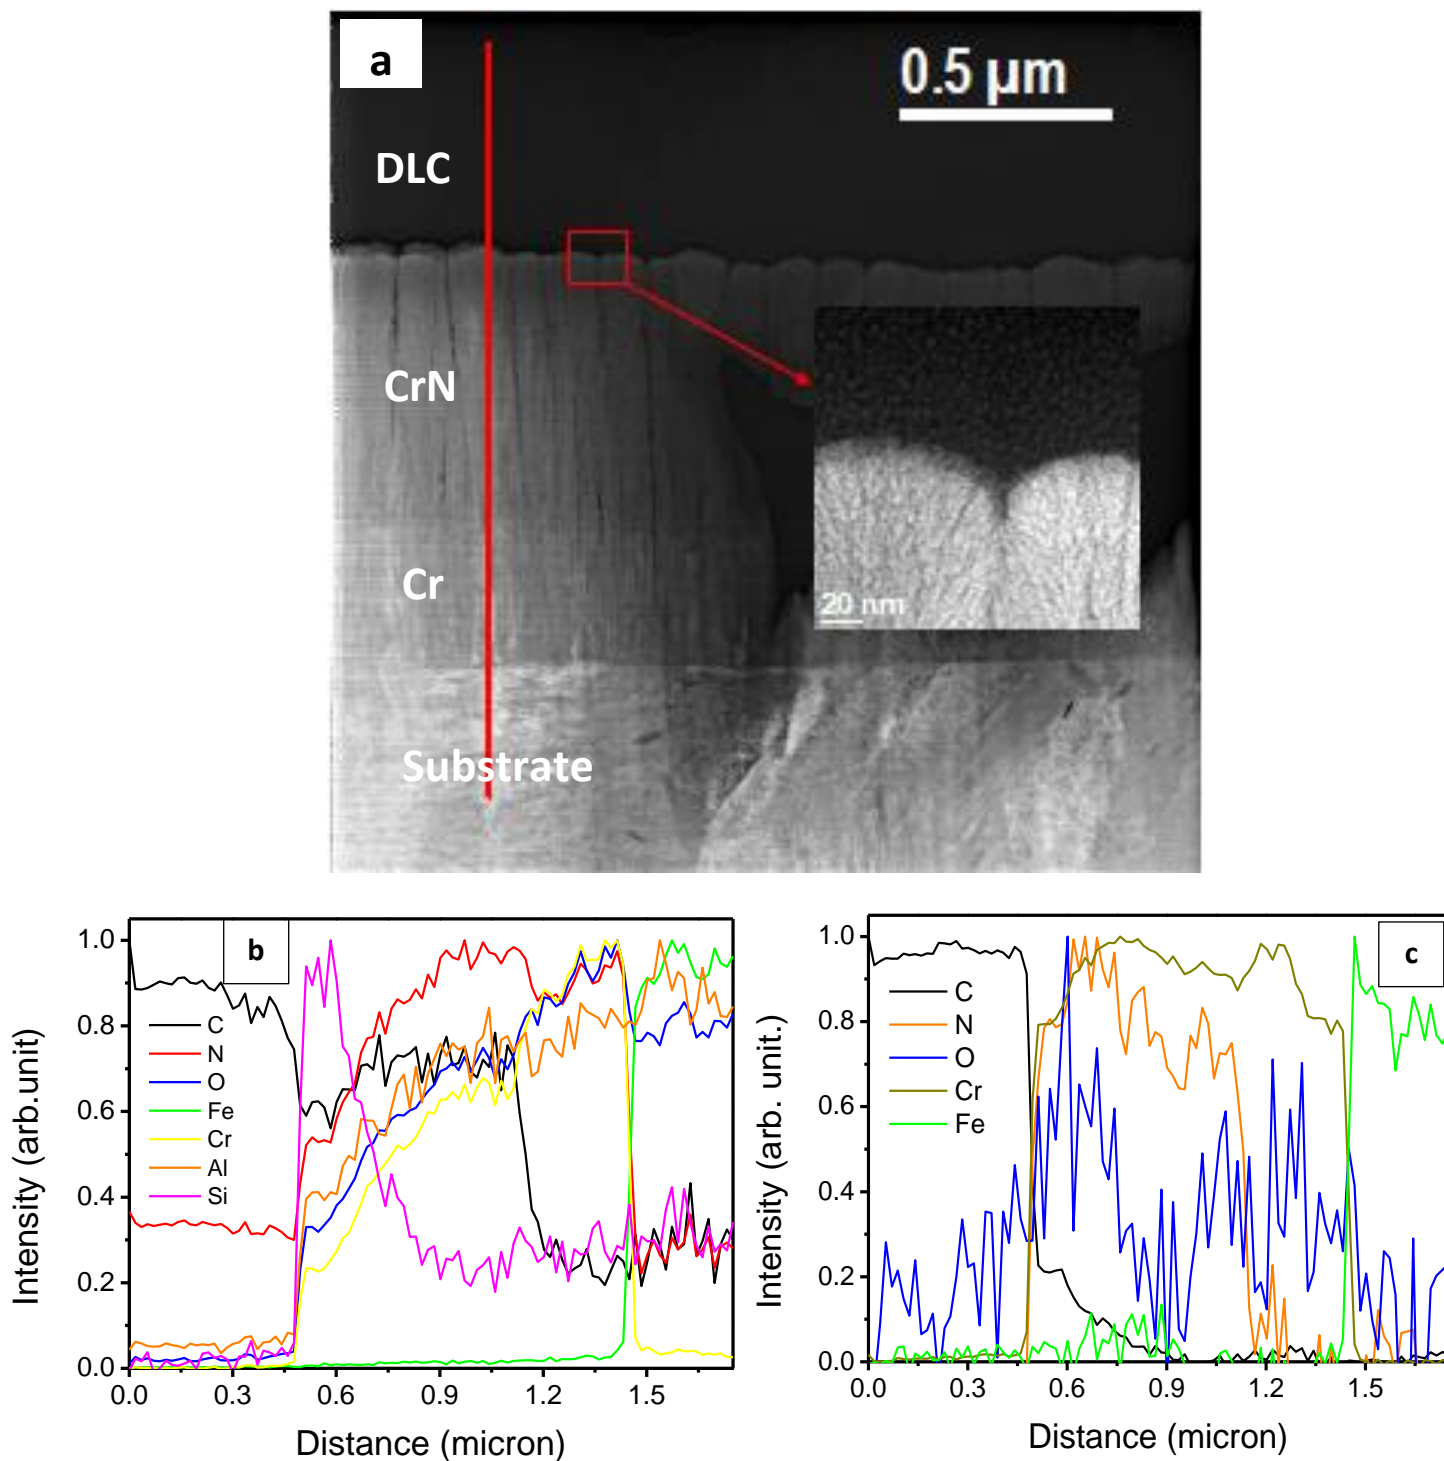 a
0.5 µm
DLC
CrN
Cr
20 nm
Substrate
b
1.0
0.8
0.6
0.4
0.2
0.0
C
N
O
Fe
Cr
Al
Si
Intensity (arb.unit)
0.0 0.3 0.6 0.9 1.2 1.5
Distance (micron)
c
1.0
0.8
0.6
0.4
0.2
0.0
C
N
O
Cr
Fe
Intensity (arb. unit.)
0.0 0.3 0.6 0.9 1.2 1.5
Distance (micron)